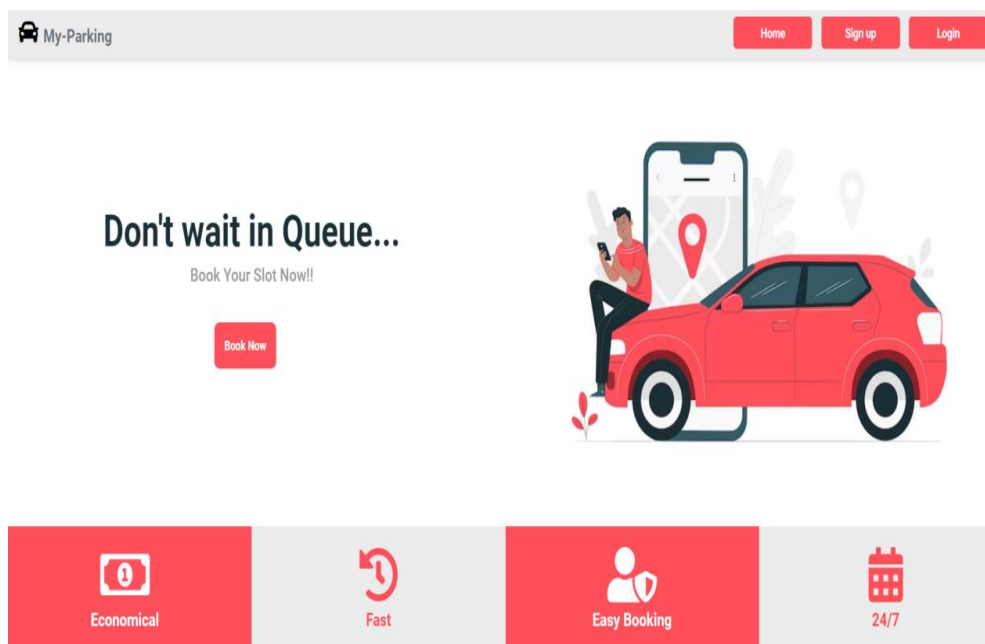 My-Parking
Home
Sign up
Login
Don't wait in Queue...
Book Your Slot Now!!
Book Now
1
Economical
Fast
Easy Booking
24/7